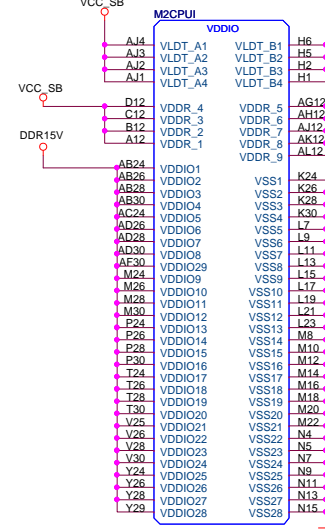 VCC_SB
M2CPUI
VDDIO
AJ4 VLDT_A1 VLDT_B1 H6
AJ3 VLDT_A2 VLDT_B2 H5
AJ2 VLDT_A3 VLDT_B3 H2
AJ1 VLDT_A4 VLDT_B4 H1
VCC_SB
D12 VDDR_4 VDDR_5 AG12
C12 VDDR_3 VDDR_6 AH12
B12 VDDR_2 VDDR_7 AJ12
A12 VDDR_1 VDDR_8 AK12
VDDR_9 AL12
DDR15V
AB24 VDDIO1
AB26 VDDIO2 VSS1 K24
AB28 VDDIO3 VSS2 K26
AB30 VDDIO4 VSS3 K28
AC24 VDDIO5 VSS4 K30
AD26 VDDIO6 VSS5 L7
AD28 VDDIO7 VSS6 L9
AD30 VDDIO8 VSS7 L11
AF30 VDDIO29 VSS8 L13
M24 VDDIO9 VSS9 L15
M26 VDDIO10 VSS10 L17
M28 VDDIO11 VSS11 L19
M30 VDDIO12 VSS12 L21
P24 VDDIO13 VSS13 L23
P26 VDDIO14 VSS14 M8
P28 VDDIO15 VSS15 M10
P30 VDDIO16 VSS16 M12
T24 VDDIO17 VSS17 M14
T26 VDDIO18 VSS18 M16
T28 VDDIO19 VSS19 M18
T30 VDDIO20 VSS20 M20
V25 VDDIO21 VSS21 M22
V26 VDDIO22 VSS22 N4
V28 VDDIO23 VSS23 N5
V30 VDDIO24 VSS24 N7
Y24 VDDIO25 VSS25 N9
Y26 VDDIO26 VSS26 N11
Y28 VDDIO27 VSS27 N13
Y29 VDDIO28 VSS28 N15